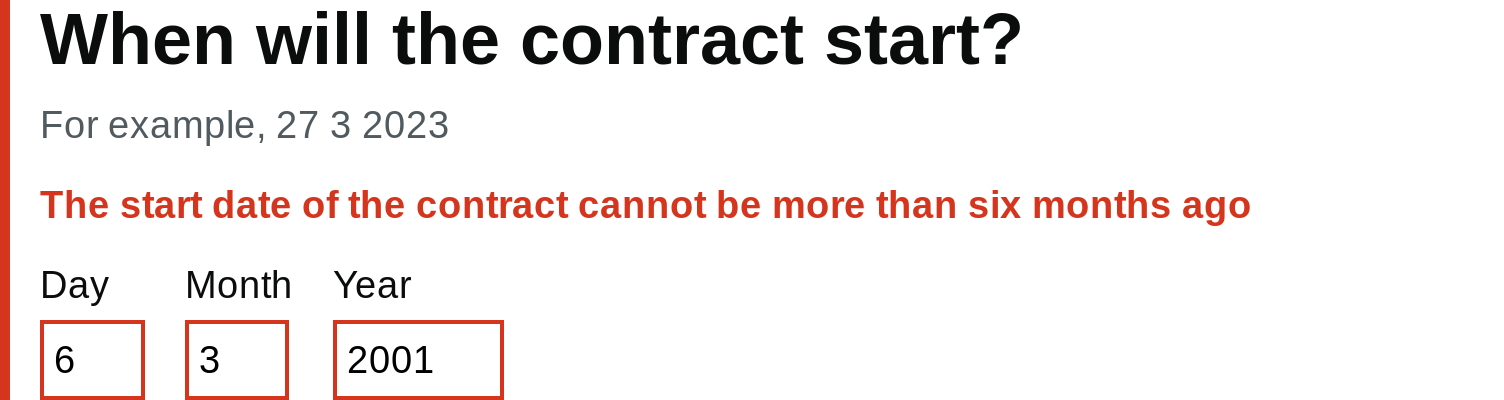 When will the contract start?
For example, 27 3 2023
The start date of the contract cannot be more than six months ago
Day Month Year
6 3 2001